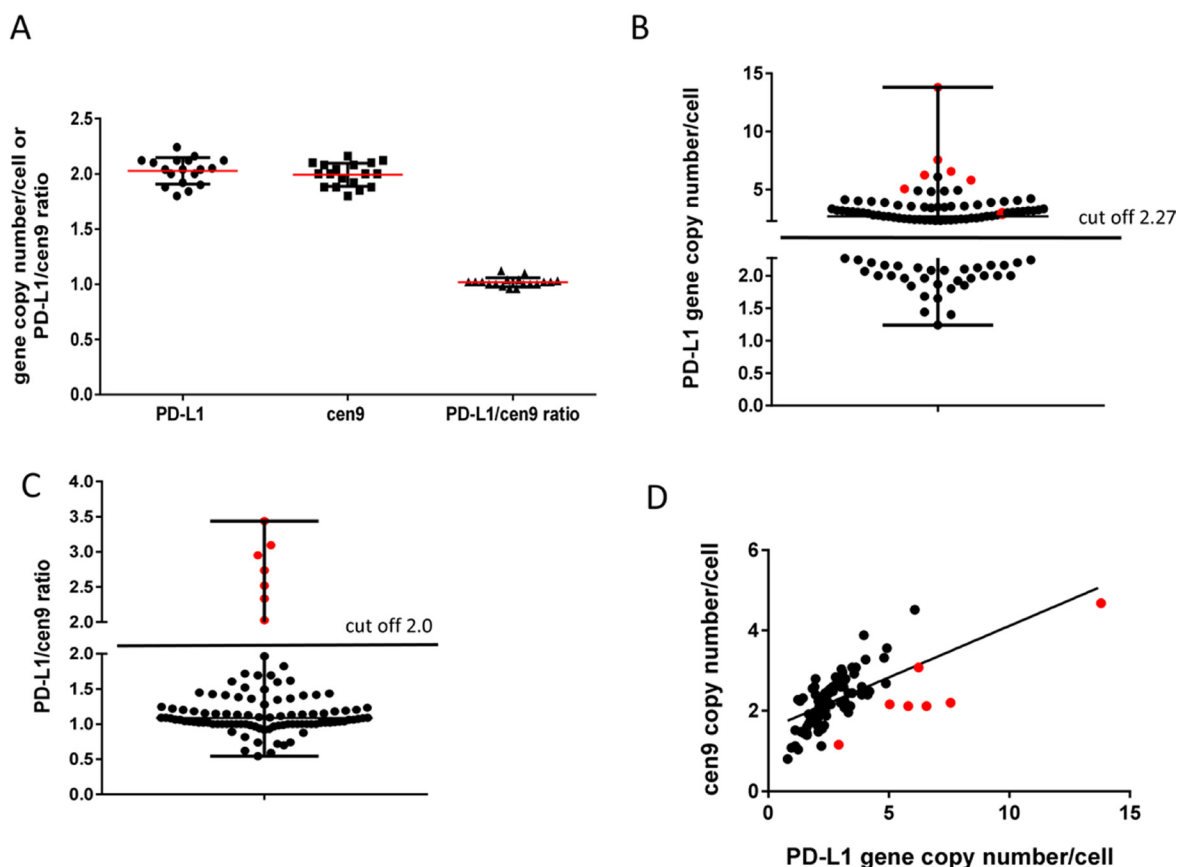 A
gene copy number/cell or
PD-L1/cen9 ratio
2.5
2.0
1.5
1.0
0.5
0.0
PD-L1
cen9
PD-L1/cen9 ratio
B
PD-L1 gene copy number/cell
15
10
5
cut off 2.27
2.0
1.5
1.0
0.5
0.0
C
PD-L1/cen9 ratio
4.0
3.5
3.0
2.5
2.0
cut off 2.0
2.0
1.5
1.0
0.5
0.0
D
cen9 copy number/cell
6
4
2
0
0
5
10
15
PD-L1 gene copy number/cell